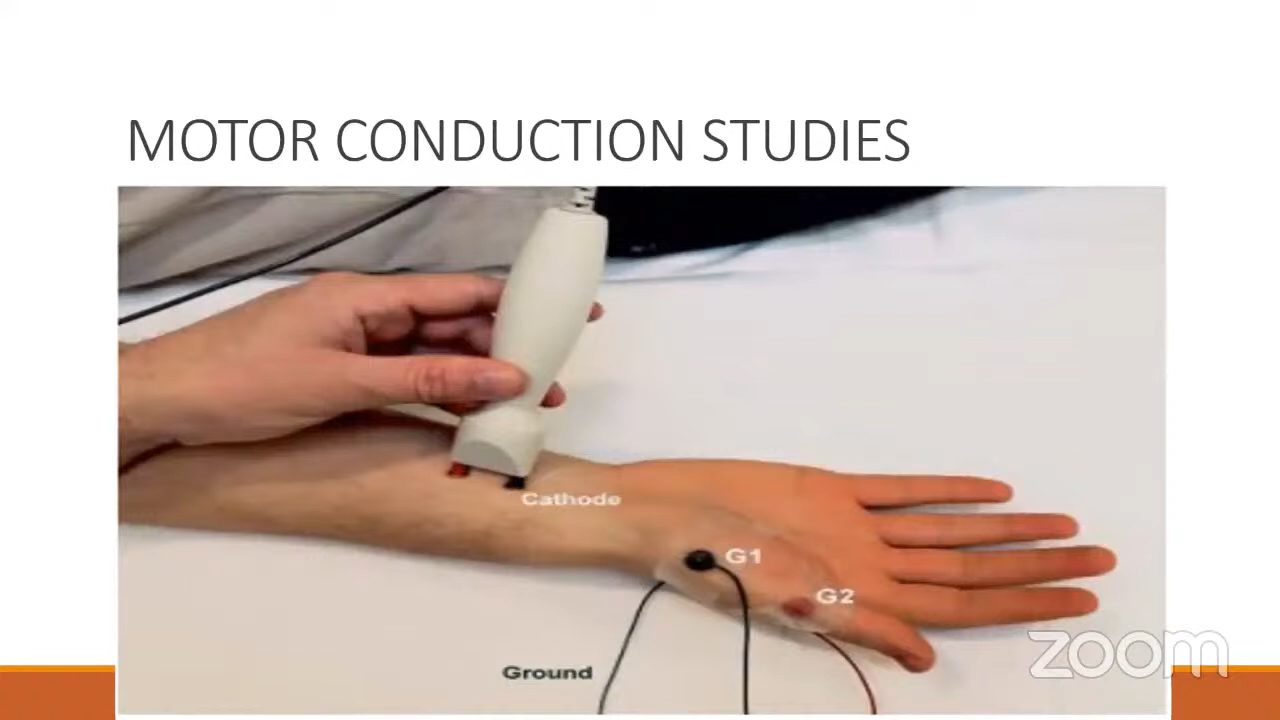 MOTOR CONDUCTION STUDIES
Cathode
G1
G2
Ground
zoom